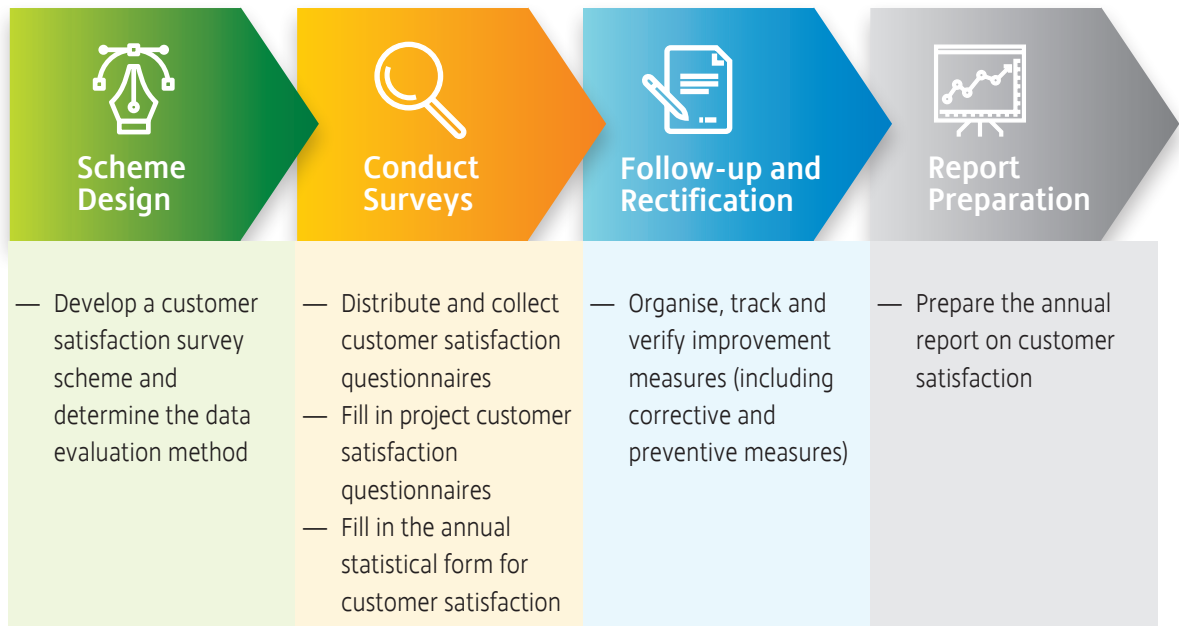 Scheme
Design
— Develop a customer
satisfaction survey
scheme and
determine the data
evaluation method
Conduct
Surveys
— Distribute and collect
customer satisfaction
questionnaires
— Fill in project customer
satisfaction
questionnaires
— Fill in the annual
statistical form for
customer satisfaction
Follow-up and
Rectification
— Organise, track and
verify improvement
measures (including
corrective and
preventive measures)
Report
Preparation
— Prepare the annual
report on customer
satisfaction